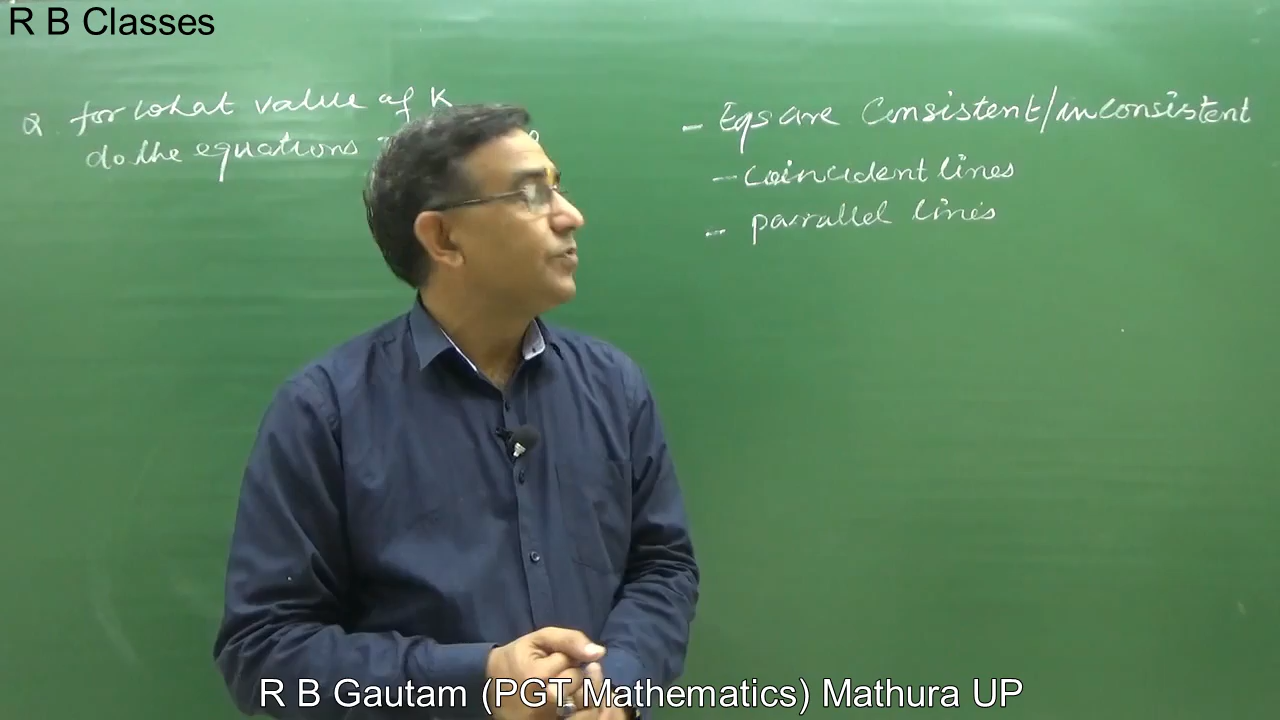 R B Classes
Q for what value of K
do the equations
- Eqs are Consistent/inconsistent
- Coincident lines
- parallel lines
R B Gautam (PGT Mathematics) Mathura UP